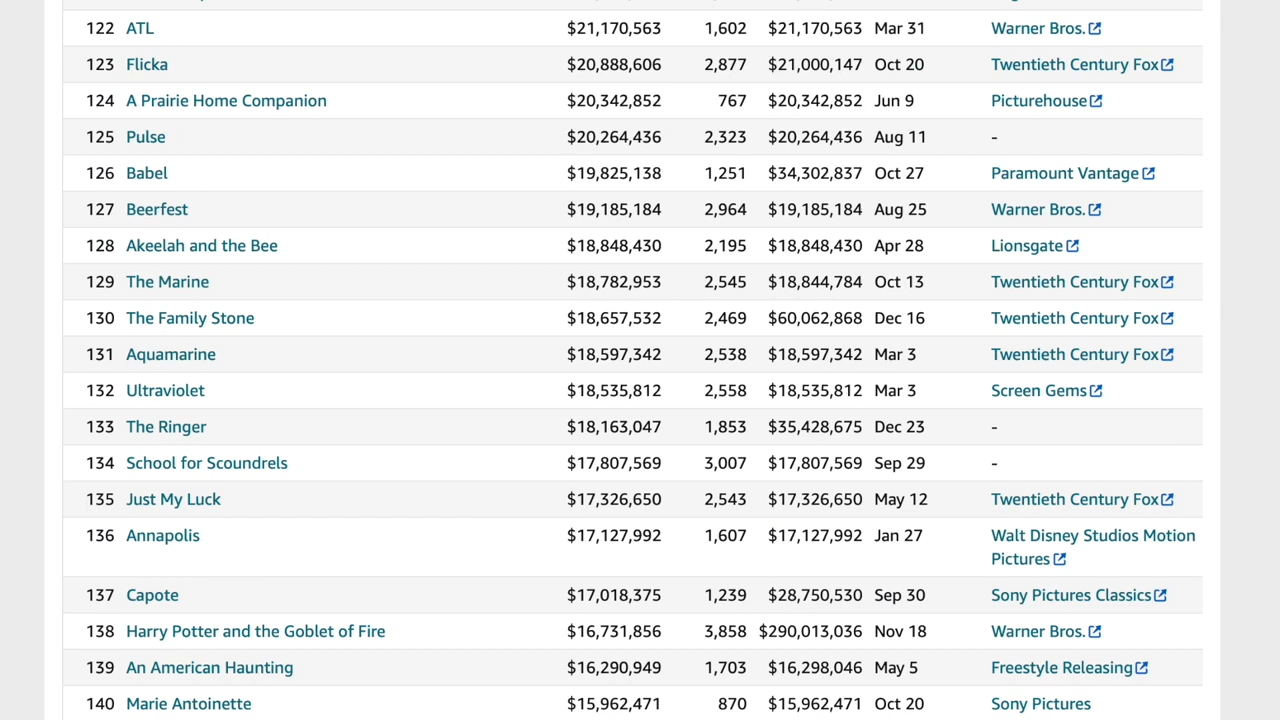 122 ATL $21,170,563 1,602 $21,170,563 Mar 31 Warner Bros.
123 Flicka $20,888,606 2,877 $21,000,147 Oct 20 Twentieth Century Fox
124 A Prairie Home Companion $20,342,852 767 $20,342,852 Jun 9 Picturehouse
125 Pulse $20,264,436 2,323 $20,264,436 Aug 11 -
126 Babel $19,825,138 1,251 $34,302,837 Oct 27 Paramount Vantage
127 Beerfest $19,185,184 2,964 $19,185,184 Aug 25 Warner Bros.
128 Akeelah and the Bee $18,848,430 2,195 $18,848,430 Apr 28 Lionsgate
129 The Marine $18,782,953 2,545 $18,844,784 Oct 13 Twentieth Century Fox
130 The Family Stone $18,657,532 2,469 $60,062,868 Dec 16 Twentieth Century Fox
131 Aquamarine $18,597,342 2,538 $18,597,342 Mar 3 Twentieth Century Fox
132 Ultraviolet $18,535,812 2,558 $18,535,812 Mar 3 Screen Gems
133 The Ringer $18,163,047 1,853 $35,428,675 Dec 23 -
134 School for Scoundrels $17,807,569 3,007 $17,807,569 Sep 29 -
135 Just My Luck $17,326,650 2,543 $17,326,650 May 12 Twentieth Century Fox
136 Annapolis $17,127,992 1,607 $17,127,992 Jan 27 Walt Disney Studios Motion
Pictures
137 Capote $17,018,375 1,239 $28,750,530 Sep 30 Sony Pictures Classics
138 Harry Potter and the Goblet of Fire $16,731,856 3,858 $290,013,036 Nov 18 Warner Bros.
139 An American Haunting $16,290,949 1,703 $16,298,046 May 5 Freestyle Releasing
140 Marie Antoinette $15,962,471 870 $15,962,471 Oct 20 Sony Pictures